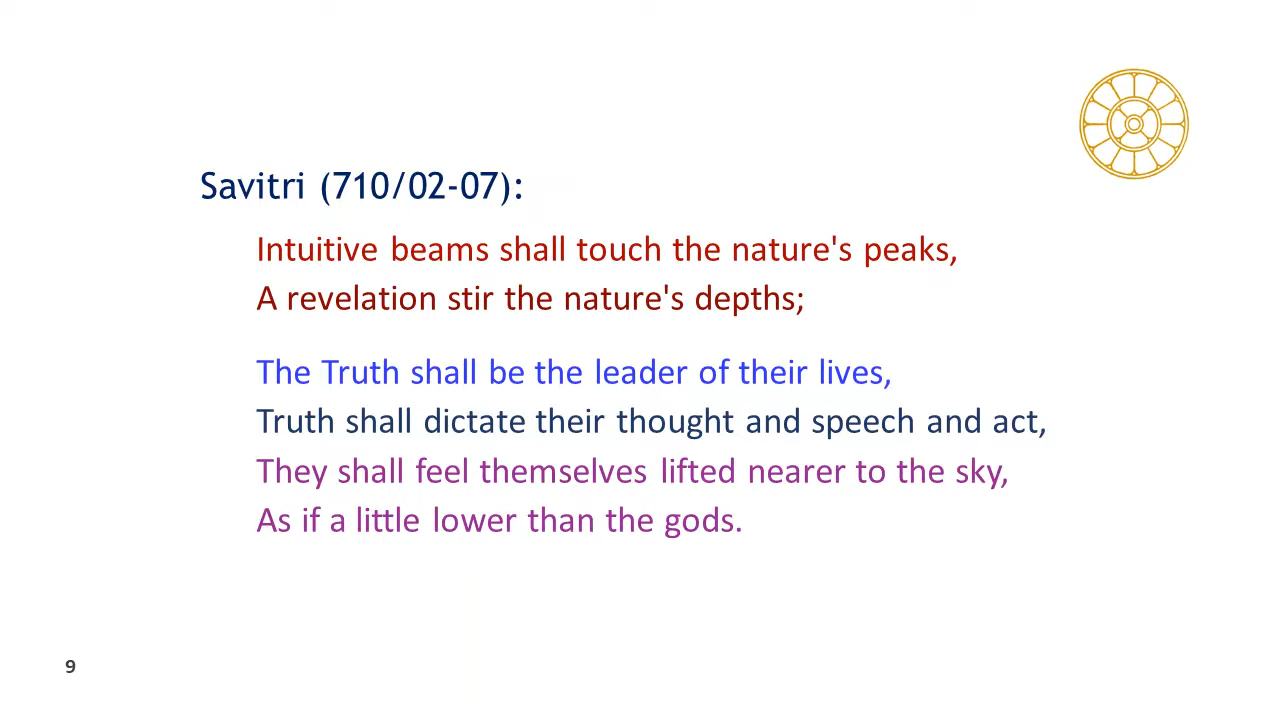 Savitri (710/02-07):
Intuitive beams shall touch the nature's peaks,
A revelation stir the nature's depths;
The Truth shall be the leader of their lives,
Truth shall dictate their thought and speech and act,
They shall feel themselves lifted nearer to the sky,
As if a little lower than the gods.
9